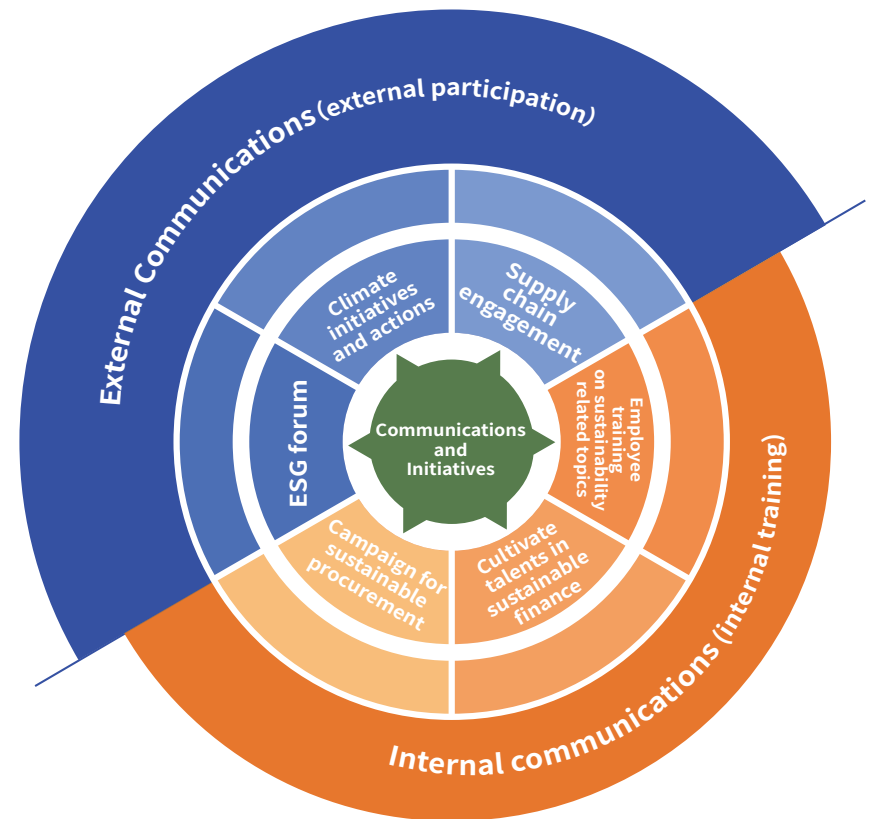 External Communications (external participation)
Climate
initiatives
and actions
Supply
chain
engagement
ESG forum
Communications
and
Initiatives
Employee
training
on sustainability
related topics
Campaign for
sustainable
procurement
Cultivate
talents in
sustainable
finance
Internal communications (internal training)